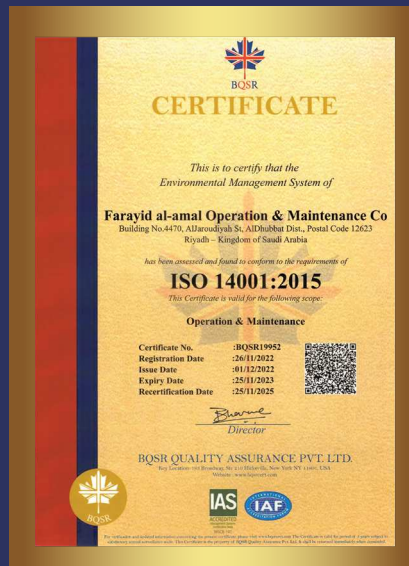 BQSR
CERTIFICATE
This is to certify that the
Environmental Management System of
Farayid al-amal Operation & Maintenance Co
Building No.4470, AlJaroudiyah St, AlDhubbat Dist., Postal Code 12623
Riyadh – Kingdom of Saudi Arabia
has been assessed and found to conform to the requirements of
ISO 14001:2015
This Certificate is valid for the following scope:
Operation & Maintenance
Certificate No. :BQSR19952
Registration Date :26/11/2022
Issue Date :01/12/2022
Expiry Date :25/11/2023
Recertification Date :25/11/2025
Director
BQSR QUALITY ASSURANCE PVT. LTD.
BQSR
IAS
ACCREDITED
IAF